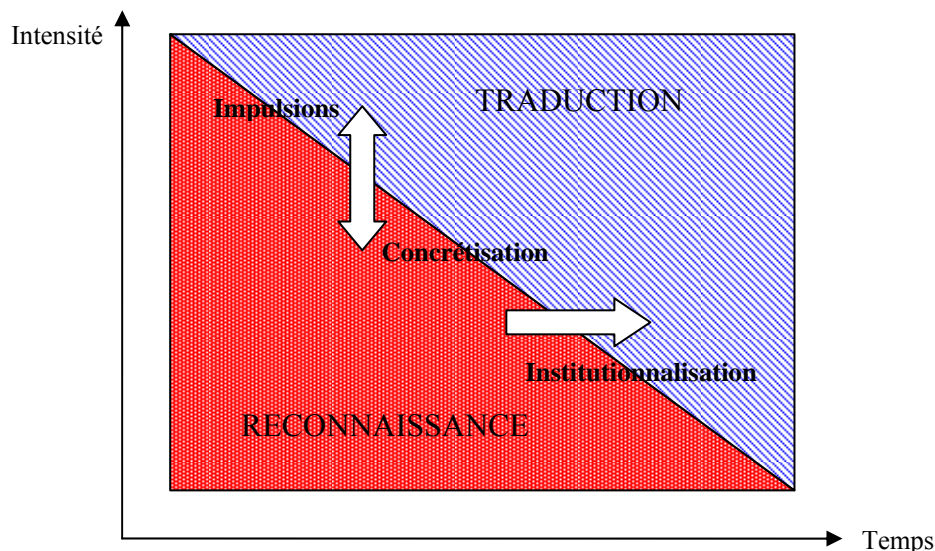 Intensité
Impulsions
TRADUCTION
Concrétisation
Institutionnalisation
RECONNAISSANCE
Temps